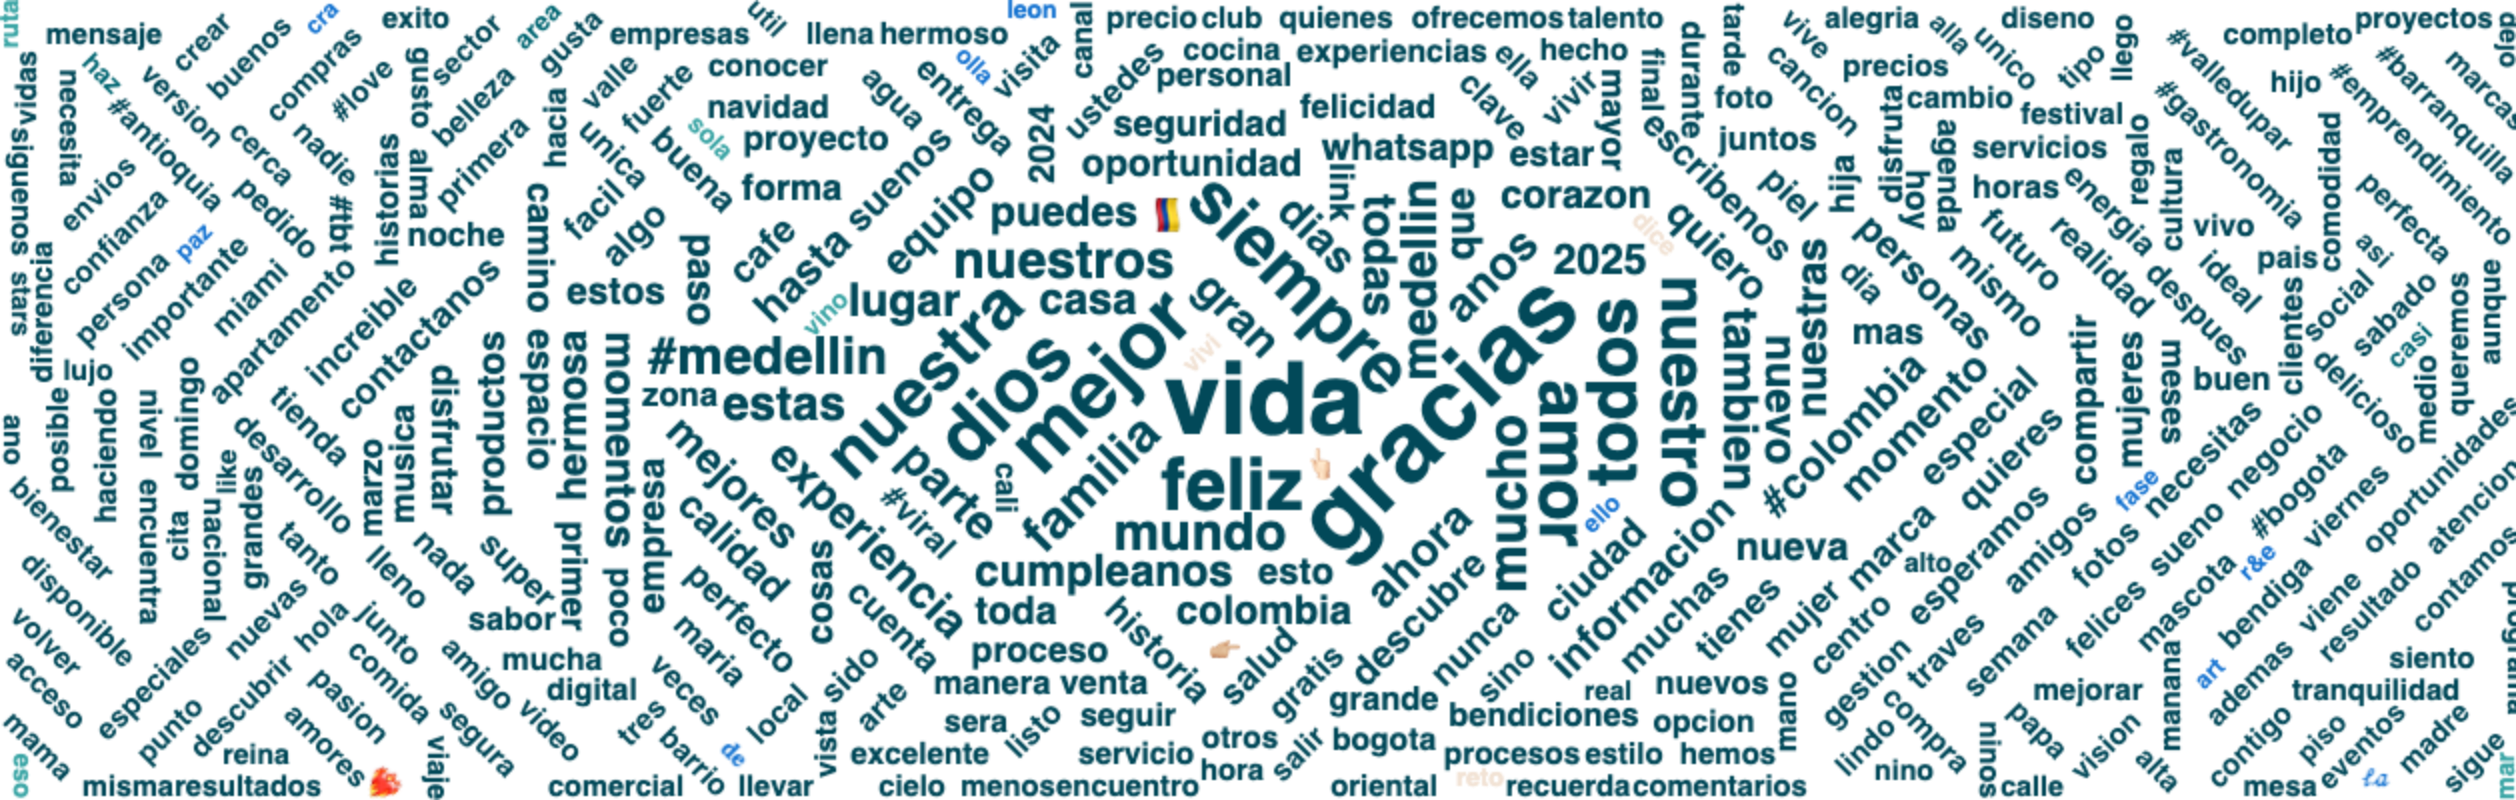 ruta
mensaje
crear
cra
exito
sector
area
gusta
empresas
util
llena
hermoso
leon
canal
precio
club
quienes
ofrecemos
talento
tarde
vive
alegria
alla
unico
diseno
tipo
llego
#valledupar
completo
proyectos
dejo
vidas
haz
version
buenos
compras
#love
gusto
belleza
hacia
valle
fuerte
conocer
agua
entrega
olla
visita
ustedes
cocina
personal
experiencias
ella
hecho
clave
vivir
mayor
final
durante
foto
cancion
precios
cambio
festival
#gastronomia
hijo
#emprendimiento
#barranquilla
marcas
siguenos
necesita
#antioquia
cerca
nadie
alma
primera
unica
buena
sola
navidad
proyecto
2024
seguridad
felicidad
oportunidad
whatsapp
estar
escribenos
juntos
disfruta
agenda
servicios
regalo
cultura
comodidad
envios
confianza
pedido
#tbt
historias
noche
camino
facil
algo
forma
hasta
suenos
equipo
puedes
🇨🇴
siempre
dias
link
todas
medellin
que
corazon
dice
quiero
piel
hija
hoy
horas
energia
vivo
perfecta
stars
diferencia
persona
paz
importante
miami
apartamento
increible
contactanos
estos
paso
cafe
vino
lugar
nuestros
casa
gran
anos
2025
nuestras
dia
personas
mismo
futuro
realidad
despues
ideal
pais
asi
social
sabado
aunque
lujo
posible
haciendo
nivel
domingo
tienda
disfrutar
productos
espacio
hermosa
momentos
#medellin
zona
estas
nuestra
dios
mejor
vivi
vida
gracias
amor
todos
nuestro
tambien
nuevo
mas
#colombia
momento
especial
compartir
mujeres
meses
buen
clientes
delicioso
casi
medio
queremos
ano
bienestar
encuentra
cita
nacional
like
grandes
desarrollo
marzo
musica
mejores
experiencia
parte
#viral
cali
familia
feliz
👆🏻
mucho
ello
quieres
fase
necesitas
negocio
#bogota
viernes
oportunidades
atencion
disponible
tanto
lleno
nada
super
primer
poco
empresa
calidad
cosas
mundo
cumpleanos
esto
ahora
ciudad
informacion
nueva
marca
alto
esperamos
amigos
fotos
sueno
r&e
contamos
volver
nuevas
hola
junto
sabor
perfecto
cuenta
toda
historia
colombia
descubre
nunca
muchas
tienes
mujer
centro
traves
semana
felices
mascota
bendiga
viene
resultado
acceso
especiales
descubrir
comida
amigo
mucha
digital
maria
veces
sido
proceso
👉🏼
salud
sino
gestion
art
ademas
siento
mama
punto
pasion
amores
segura
video
tres
local
arte
manera
venta
gratis
grande
real
nuevos
mano
compra
mejorar
manana
tranquilidad
eso
reina
viaje
barrio
de
vista
sera
listo
seguir
otros
salir
bogota
bendiciones
opcion
lindo
papa
vision
contigo
piso
eventos
madre
misma
resultados
comercial
llevar
excelente
servicio
procesos
estilo
hemos
nino
ninos
alta
mesa
la
sigue
mar
cielo
menos
encuentro
hora
oriental
reto
recuerda
comentarios
calle